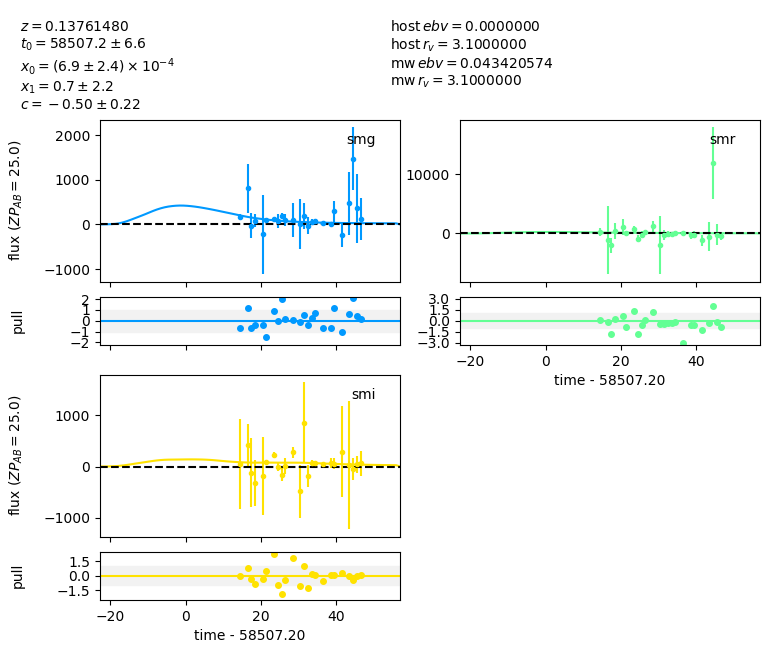 z = 0.13761480
t₀ = 58507.2 ± 6.6
x₀ = (6.9 ± 2.4) × 10⁻⁴
x₁ = 0.7 ± 2.2
c = −0.50 ± 0.22
host ebv = 0.0000000
host r_v = 3.1000000
mw ebv = 0.043420574
mw r_v = 3.1000000
smg
flux (ZP_AB = 25.0)
2000
1000
0
−1000
smr
10000
0
pull
2
1
0
−1
−2
3.0
1.5
0.0
−1.5
−3.0
−20
0
20
40
time - 58507.20
smi
flux (ZP_AB = 25.0)
1000
0
−1000
pull
1.5
0.0
−1.5
−20
0
20
40
time - 58507.20